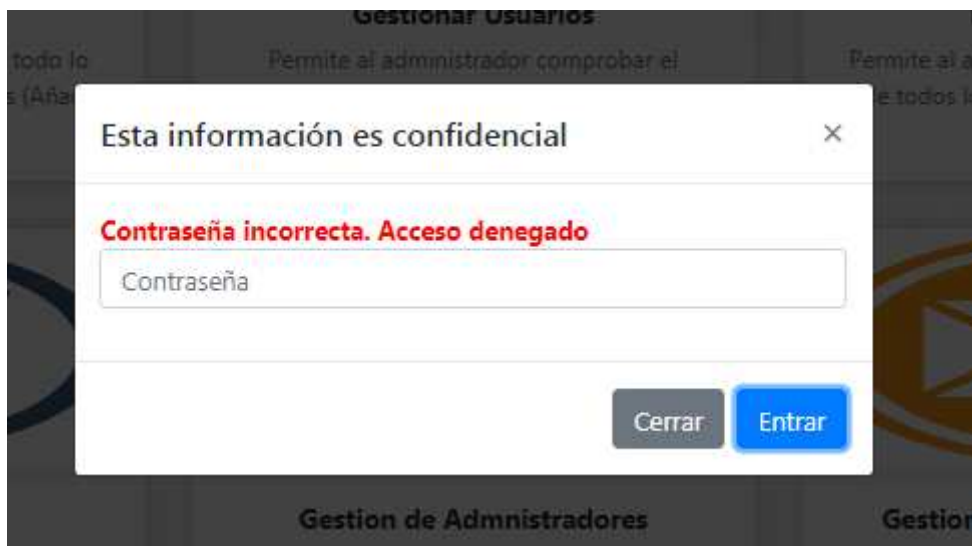 Gestionar Usuarios
todo lo
Permite al administrador comprobar el
Permite al a
s (Aña
e todos l
Esta información es confidencial
×
Contraseña incorrecta. Acceso denegado
Contraseña
Cerrar
Entrar
Gestion de Admnistradores
Gestion